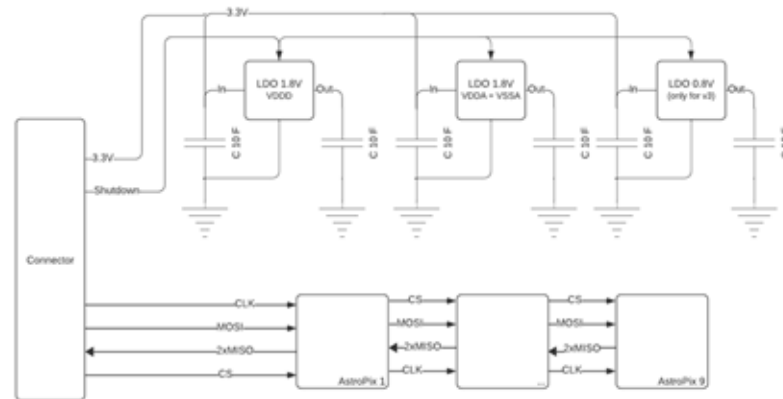 3.3V
LDO 1.8V
VDDD
LDO 1.8V
VDDA + VSSA
LDO 0.8V
(only for v3)
In
Out
In
Out
In
Out
C 10 F
C 10 F
C 10 F
C 10 F
C 10 F
C 10 F
3.3V
Shutdown
Connector
CLK
MOSI
2xMISO
CS
AstroPix 1
CS
MOSI
2xMISO
CLK
...
CS
MOSI
2xMISO
CLK
AstroPix 9